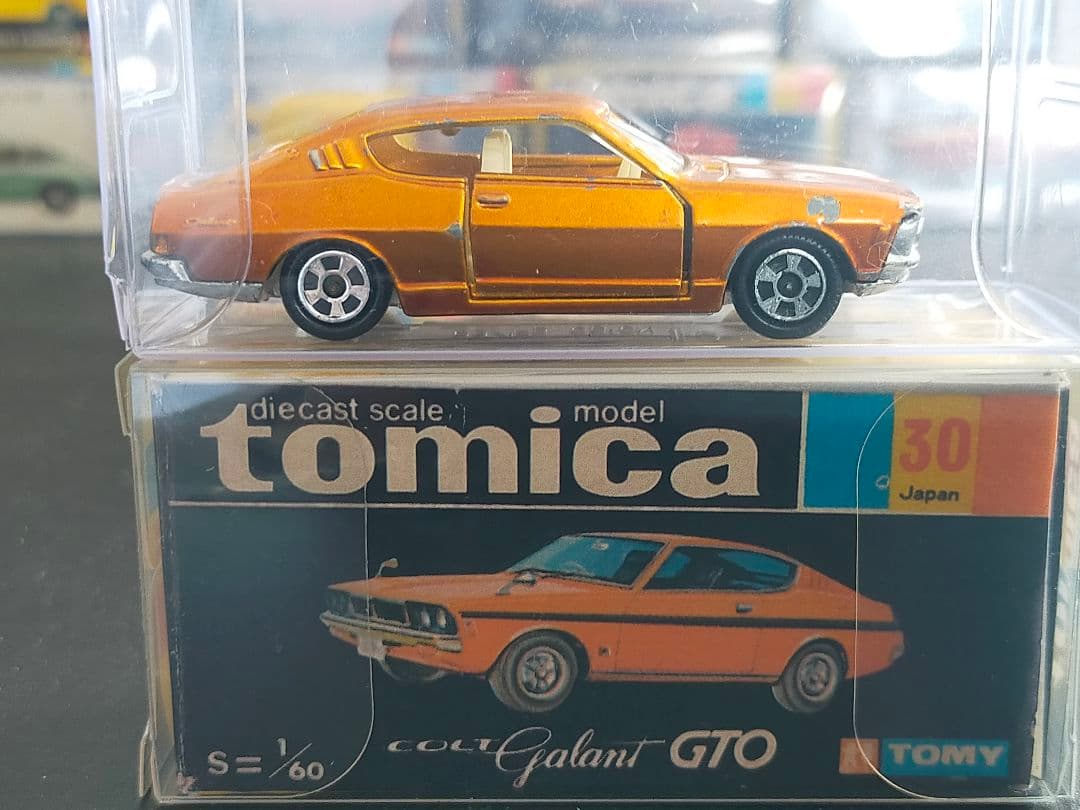 diecast scale model
tomica
30
Japan
COLT Galant GTO
S=1/60
TOMY